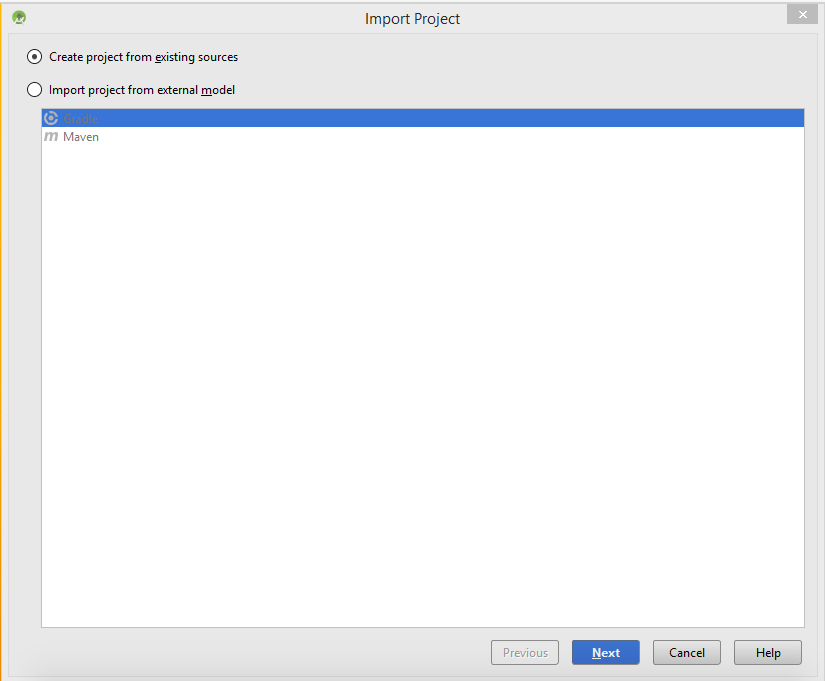 Import Project
Create project from existing sources
Import project from external model
Gradle
Maven
Previous
Next
Cancel
Help